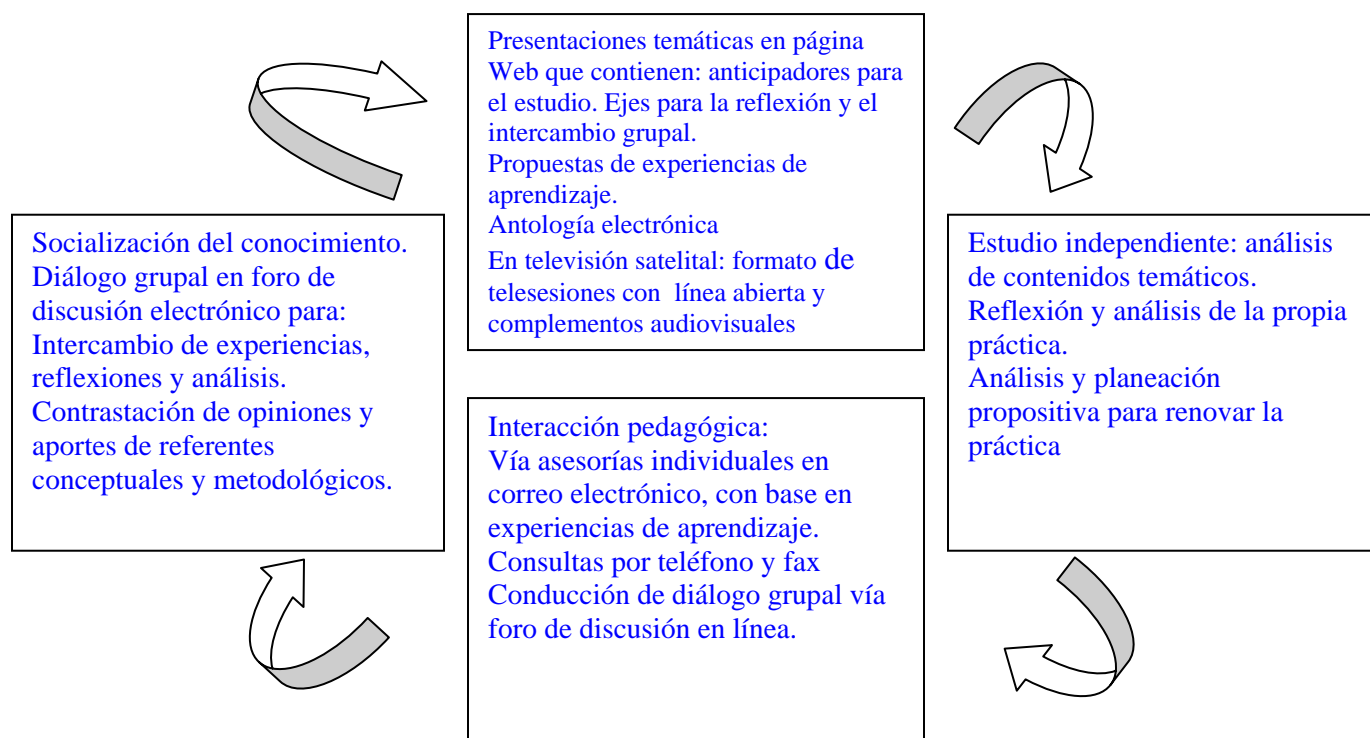 Presentaciones temáticas en página
Web que contienen: anticipadores para
el estudio. Ejes para la reflexión y el
intercambio grupal.
Propuestas de experiencias de
aprendizaje.
Antología electrónica
En televisión satelital: formato de
telesesiones con línea abierta y
complementos audiovisuales
Socialización del conocimiento.
Diálogo grupal en foro de
discusión electrónico para:
Intercambio de experiencias,
reflexiones y análisis.
Contrastación de opiniones y
aportes de referentes
conceptuales y metodológicos.
Estudio independiente: análisis
de contenidos temáticos.
Reflexión y análisis de la propia
práctica.
Análisis y planeación
propositiva para renovar la
práctica
Interacción pedagógica:
Vía asesorías individuales en
correo electrónico, con base en
experiencias de aprendizaje.
Consultas por teléfono y fax
Conducción de diálogo grupal vía
foro de discusión en línea.